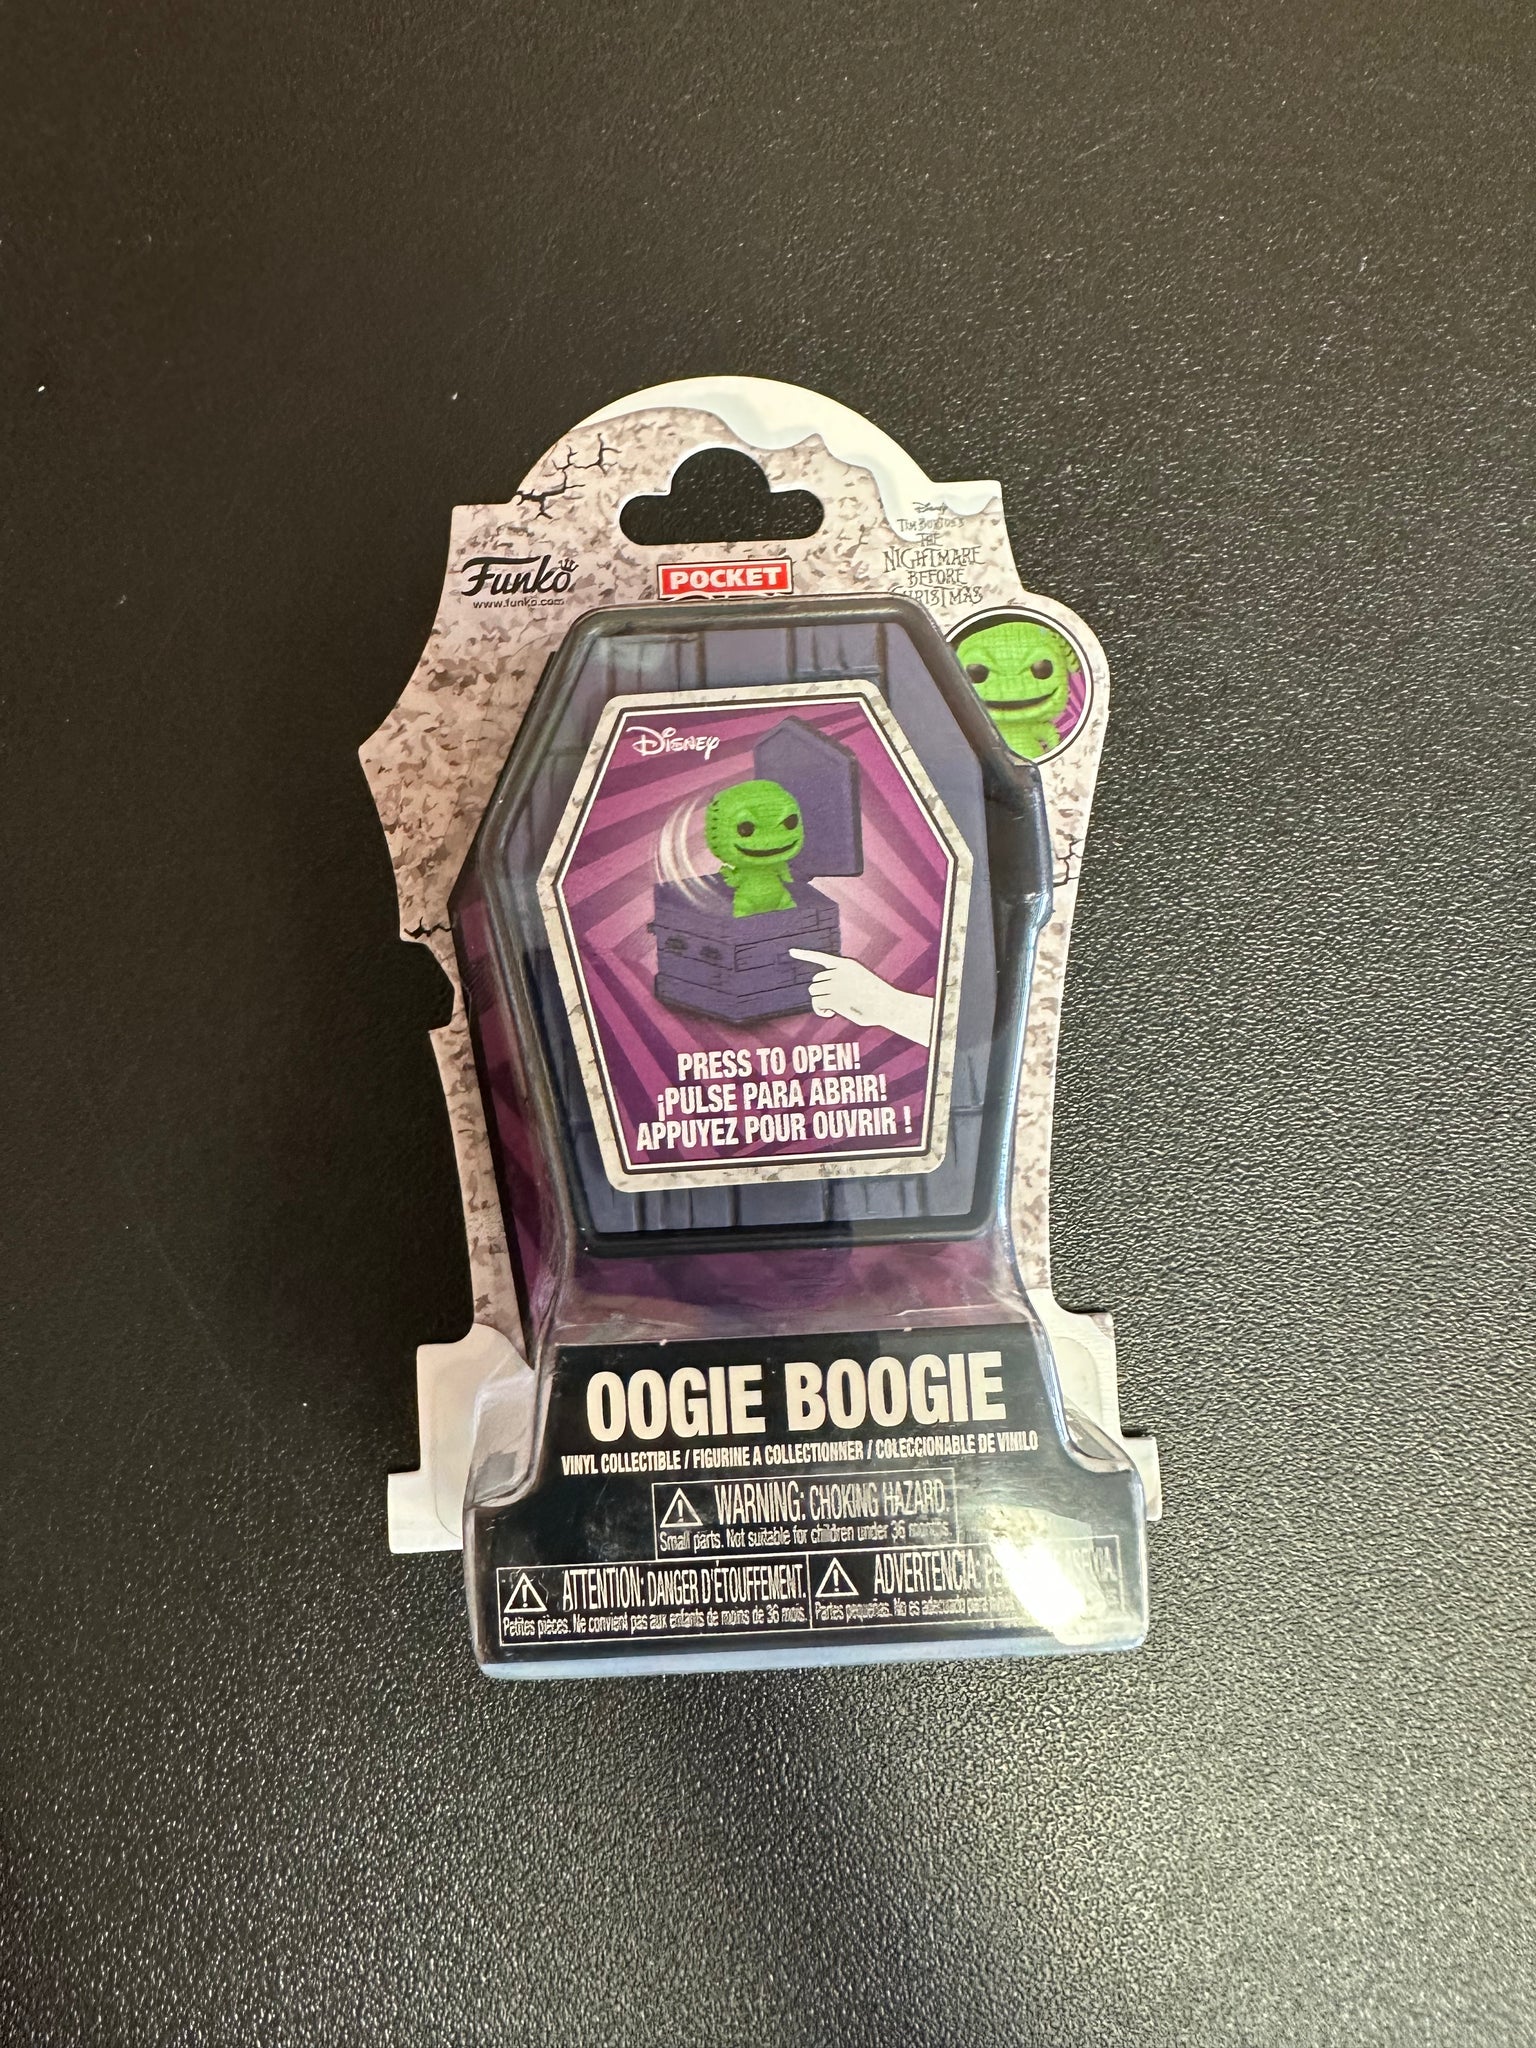 Funko
www.funko.com
POCKET
Disney
TIM BURTON'S
THE
NIGHTMARE
BEFORE
CHRISTMAS
Disney
PRESS TO OPEN!
¡PULSE PARA ABRIR!
APPUYEZ POUR OUVRIR !
OOGIE BOOGIE
VINYL COLLECTIBLE / FIGURINE A COLLECTIONNER / COLECCIONABLE DE VINILO
WARNING: CHOKING HAZARD.
Small parts. Not suitable for children under 36 months.
ATTENTION: DANGER D'ÉTOUFFEMENT.
Petites pièces. Ne convient pas aux enfants de moins de 36 mois.
ADVERTENCIA:
Partes pequeñas. No es adecuado para